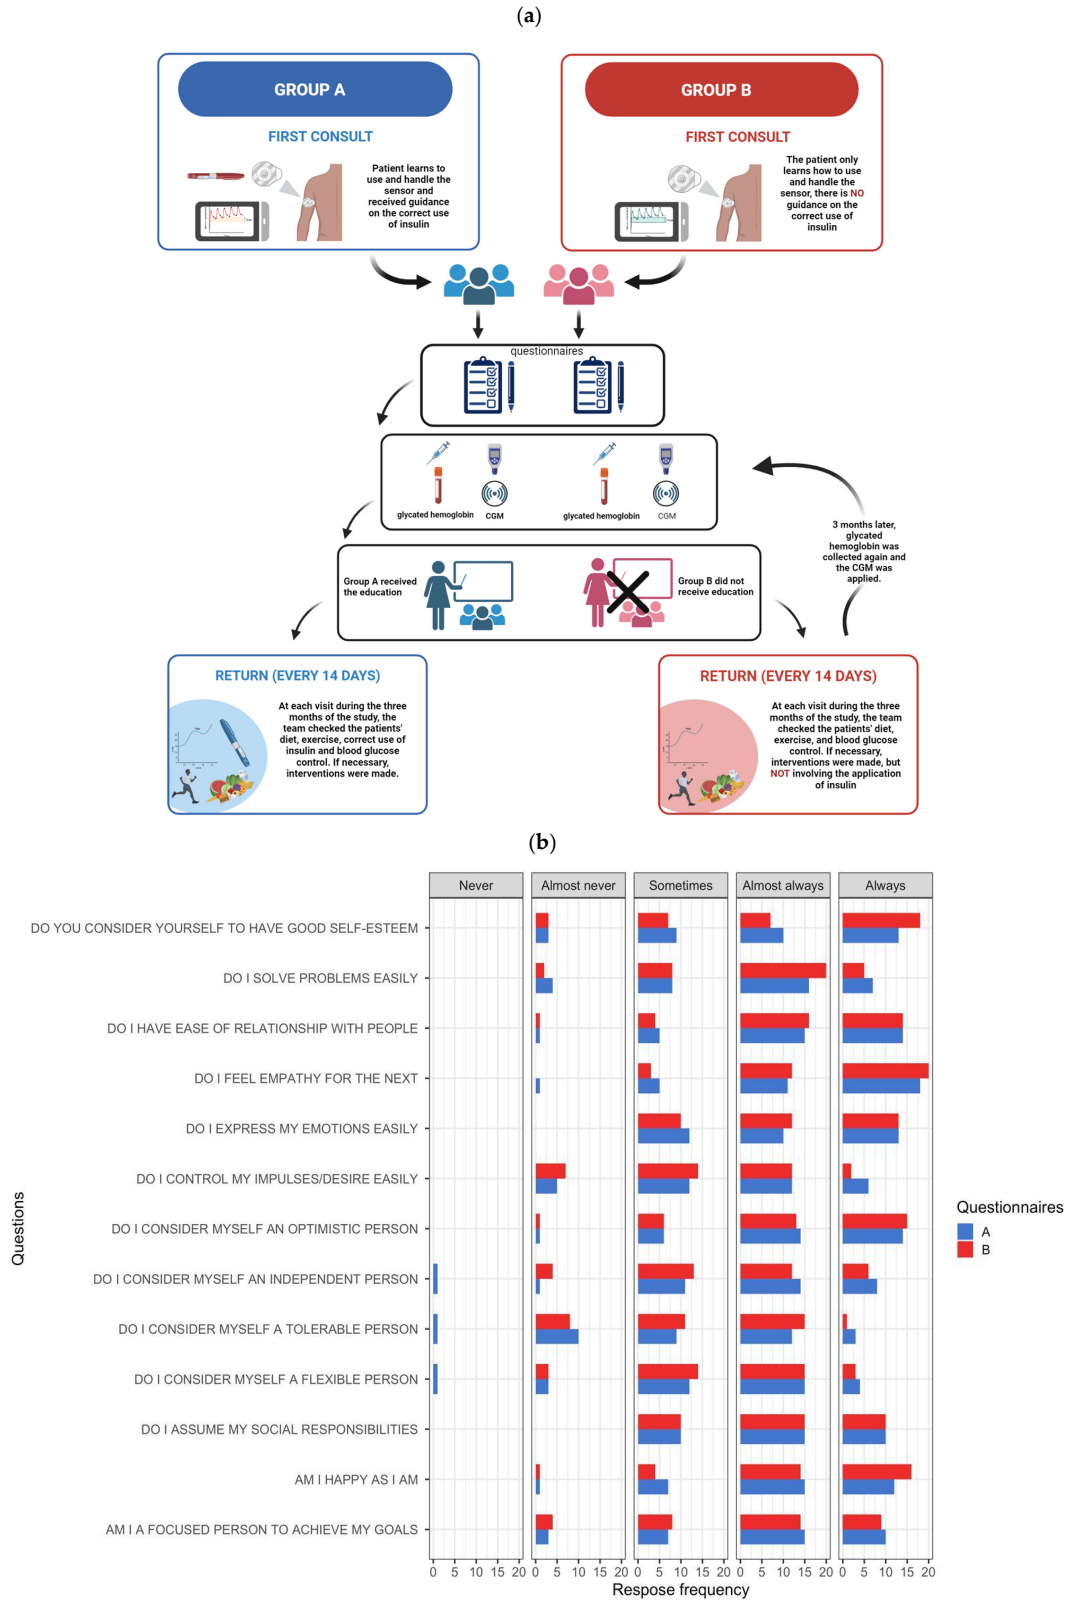 (a)
GROUP A
FIRST CONSULT
Patient learns to
use and handle the
sensor and
received guidance
on the correct use
of insulin
GROUP B
FIRST CONSULT
The patient only
learns how to use
and handle the
sensor, there is NO
guidance on the
correct use of
insulin
questionnaires
glycated hemoglobin
CGM
glycated hemoglobin
CGM
3 months later,
glycated
hemoglobin was
collected again and
the CGM was
applied.
Group A received
the education
Group B did not
receive education
RETURN (EVERY 14 DAYS)
At each visit during the three
months of the study, the
team checked the patients'
diet, exercise, correct use of
insulin and blood glucose
control. If necessary,
interventions were made.
RETURN (EVERY 14 DAYS)
At each visit during the three
months of the study, the team
checked the patients' diet,
exercise, and blood glucose
control. If necessary,
interventions were made, but
NOT involving the application
of insulin
(b)
Never Almost never Sometimes Almost always Always
DO YOU CONSIDER YOURSELF TO HAVE GOOD SELF-ESTEEM
DO I SOLVE PROBLEMS EASILY
DO I HAVE EASE OF RELATIONSHIP WITH PEOPLE
DO I FEEL EMPATHY FOR THE NEXT
DO I EXPRESS MY EMOTIONS EASILY
DO I CONTROL MY IMPULSES/DESIRE EASILY
DO I CONSIDER MYSELF AN OPTIMISTIC PERSON
DO I CONSIDER MYSELF AN INDEPENDENT PERSON
DO I CONSIDER MYSELF A TOLERABLE PERSON
DO I CONSIDER MYSELF A FLEXIBLE PERSON
DO I ASSUME MY SOCIAL RESPONSIBILITIES
AM I HAPPY AS I AM
AM I A FOCUSED PERSON TO ACHIEVE MY GOALS
Questions
Questionnaires
A
B
0 5 10 15 20 0 5 10 15 20 0 5 10 15 20 0 5 10 15 20 0 5 10 15 20
Respose frequency